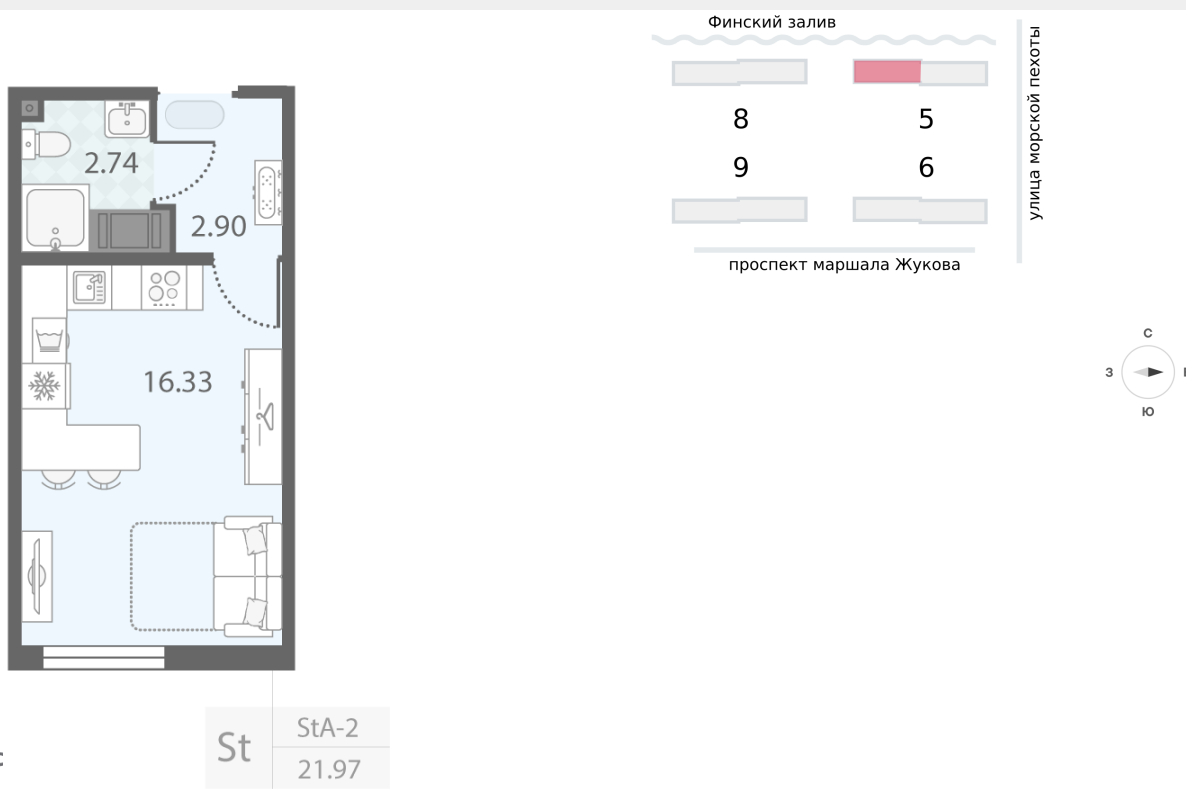 Финский залив
улица морской пехоты
8
5
9
6
проспект маршала Жукова
2.74
2.90
16.33
С
З
Ю
St
StA-2
21.97